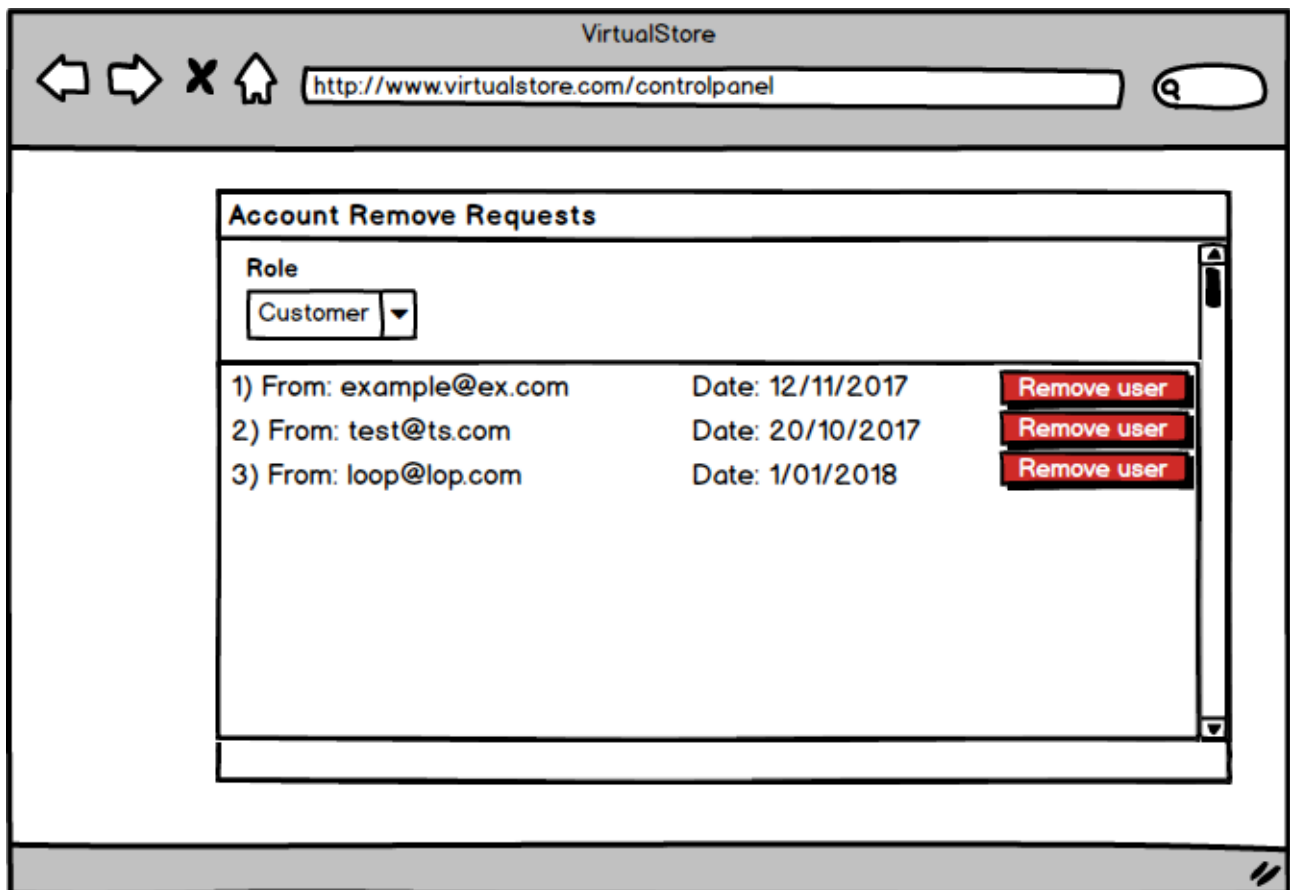 VirtualStore
http://www.virtualstore.com/controlpanel
Account Remove Requests
Role
Customer
1) From: example@ex.com Date: 12/11/2017 Remove user
2) From: test@ts.com Date: 20/10/2017 Remove user
3) From: loop@lop.com Date: 1/01/2018 Remove user